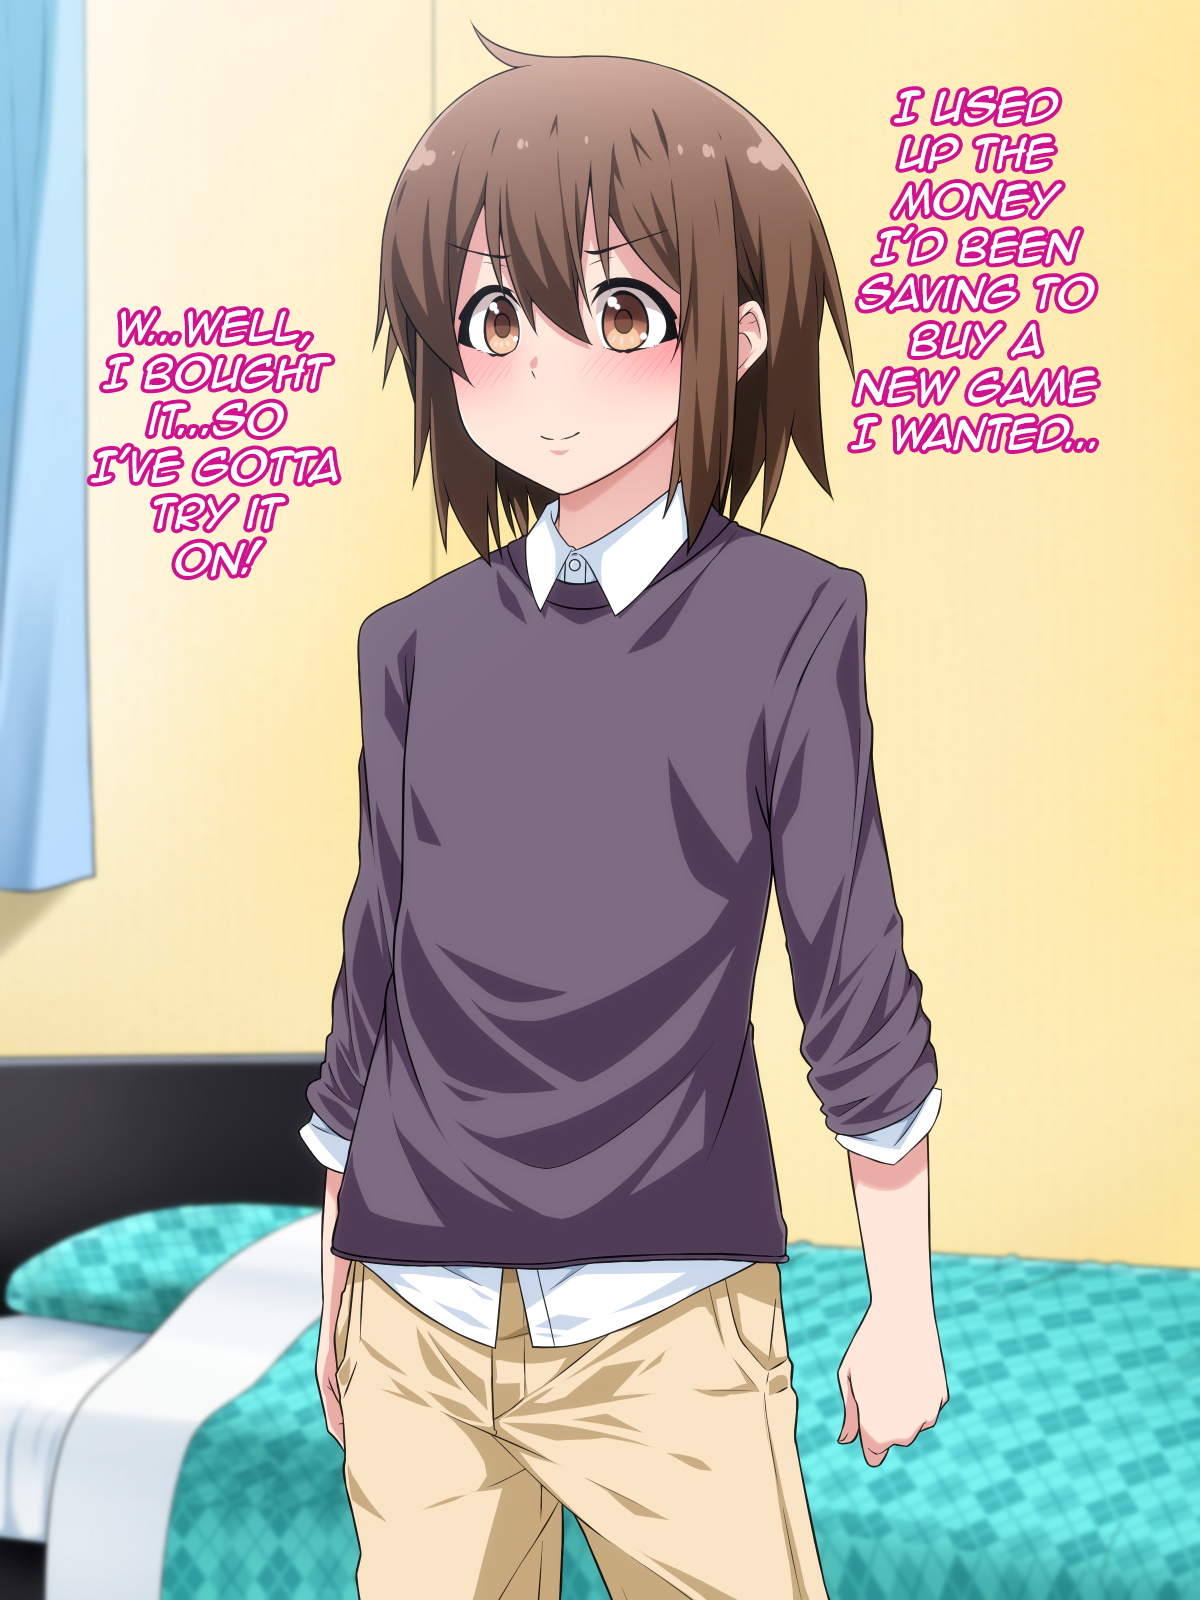 I USED
UP THE
MONEY
I'D BEEN
SAVING TO
BUY A
NEW GAME
I WANTED...
W...WELL,
I BOUGHT
IT...SO
I'VE GOTTA
TRY IT
ON!